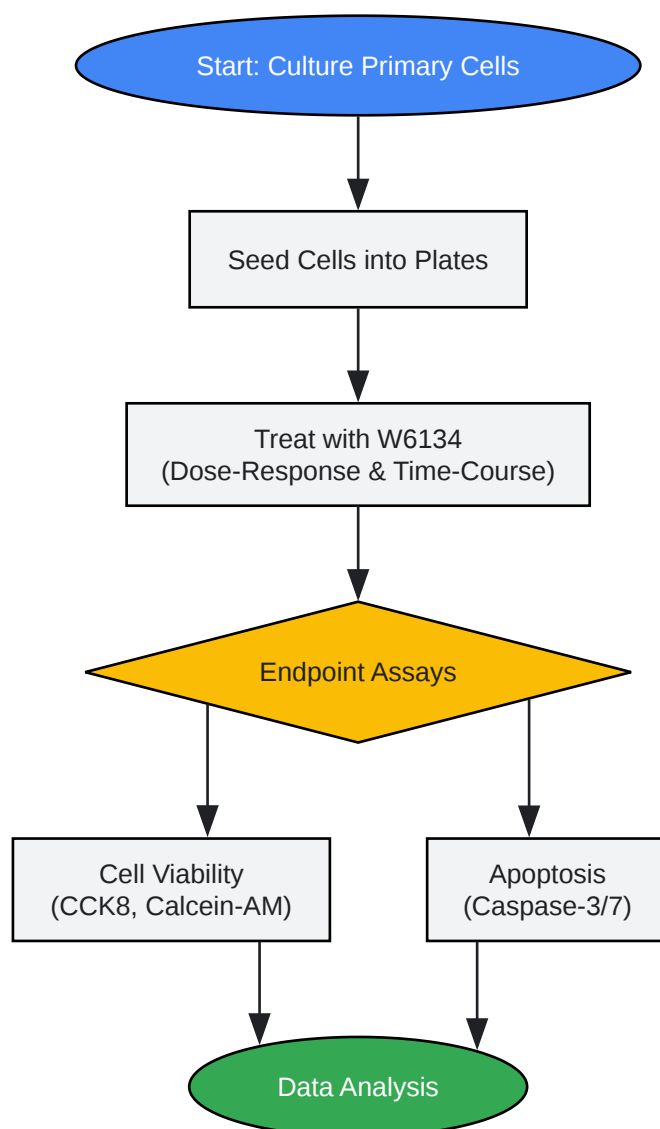 Start: Culture Primary Cells
Seed Cells into Plates
Treat with W6134
(Dose-Response & Time-Course)
Endpoint Assays
Cell Viability
(CCK8, Calcein-AM)
Apoptosis
(Caspase-3/7)
Data Analysis